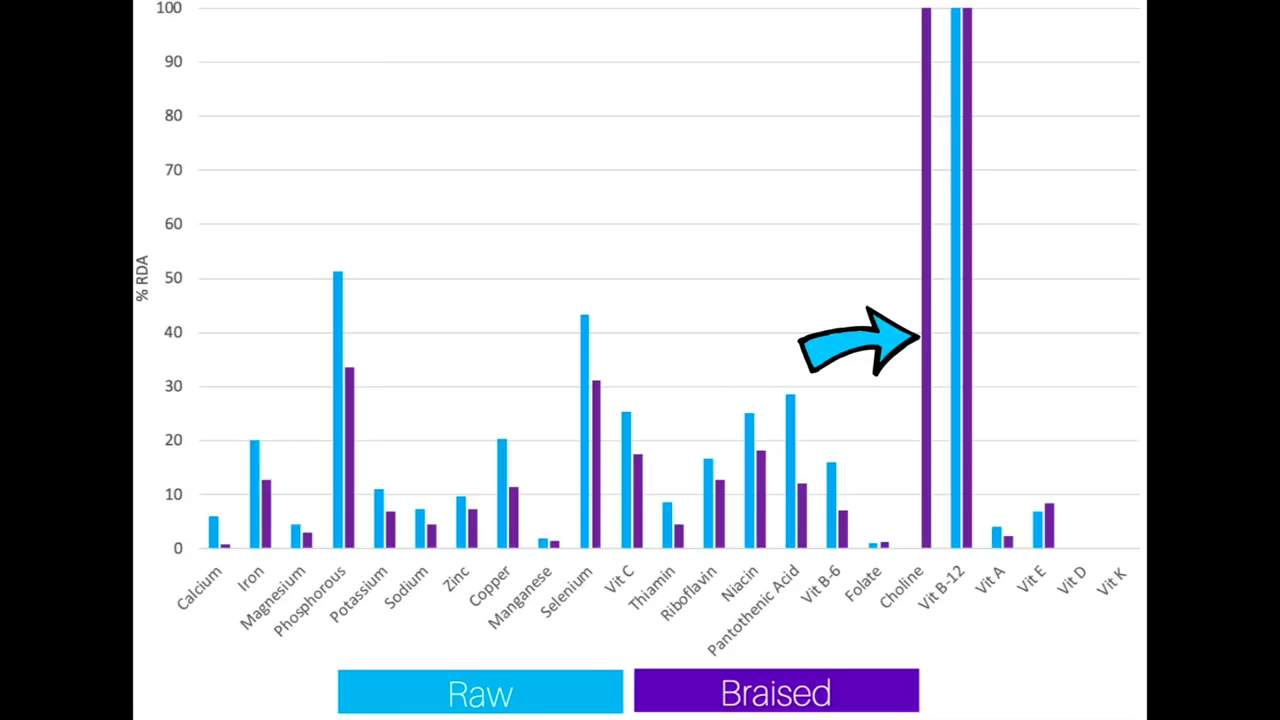 100
90
80
70
60
50
40
30
20
10
0
% RDA
Calcium
Iron
Magnesium
Phosphorous
Potassium
Sodium
Zinc
Copper
Manganese
Selenium
Vit C
Thiamin
Riboflavin
Niacin
Pantothenic Acid
Vit B-6
Folate
Choline
Vit B-12
Vit A
Vit E
Vit D
Vit K
Raw
Braised